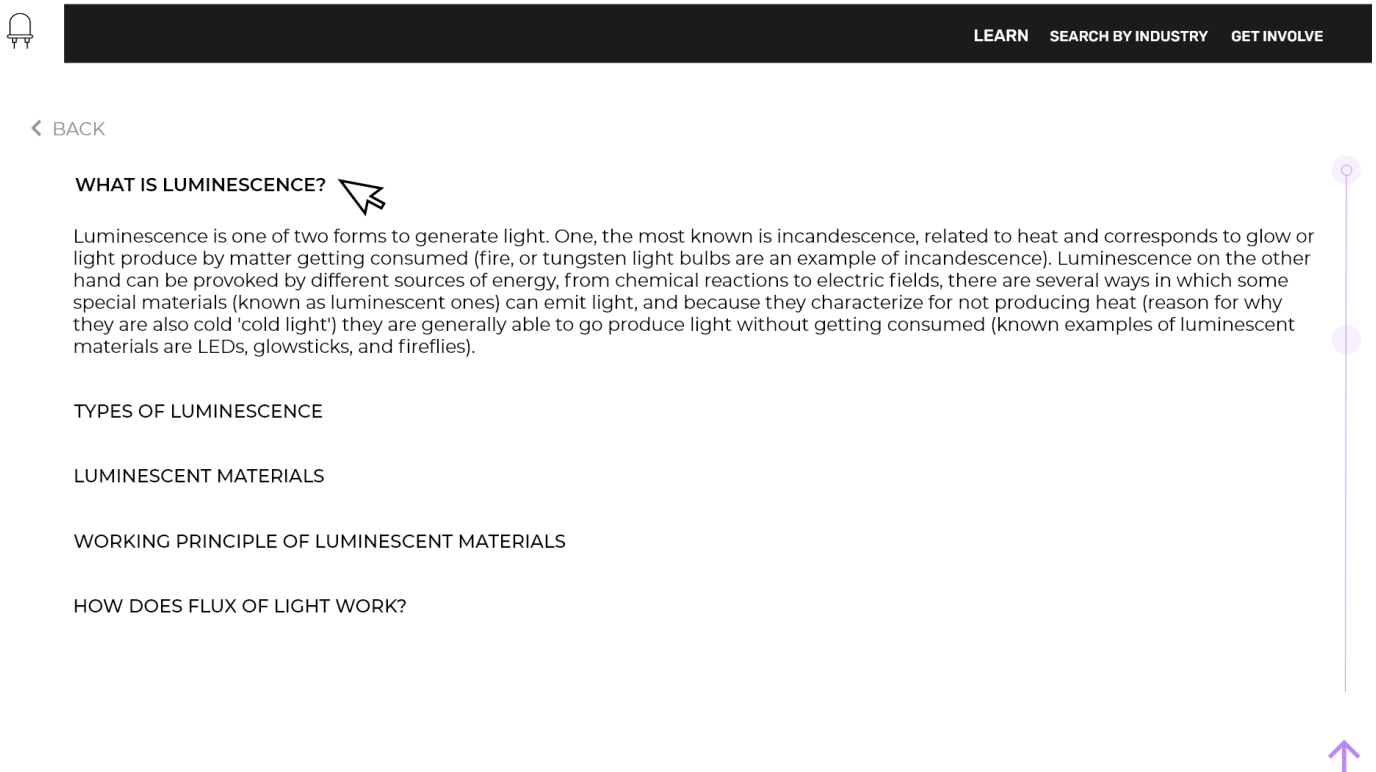 LEARN SEARCH BY INDUSTRY GET INVOLVE
BACK
WHAT IS LUMINESCENCE?
Luminescence is one of two forms to generate light. One, the most known is incandescence, related to heat and corresponds to glow or
light produce by matter getting consumed (fire, or tungsten light bulbs are an example of incandescence). Luminescence on the other
hand can be provoked by different sources of energy, from chemical reactions to electric fields, there are several ways in which some
special materials (known as luminescent ones) can emit light, and because they characterize for not producing heat (reason for why
they are also cold 'cold light') they are generally able to go produce light without getting consumed (known examples of luminescent
materials are LEDs, glowsticks, and fireflies).
TYPES OF LUMINESCENCE
LUMINESCENT MATERIALS
WORKING PRINCIPLE OF LUMINESCENT MATERIALS
HOW DOES FLUX OF LIGHT WORK?